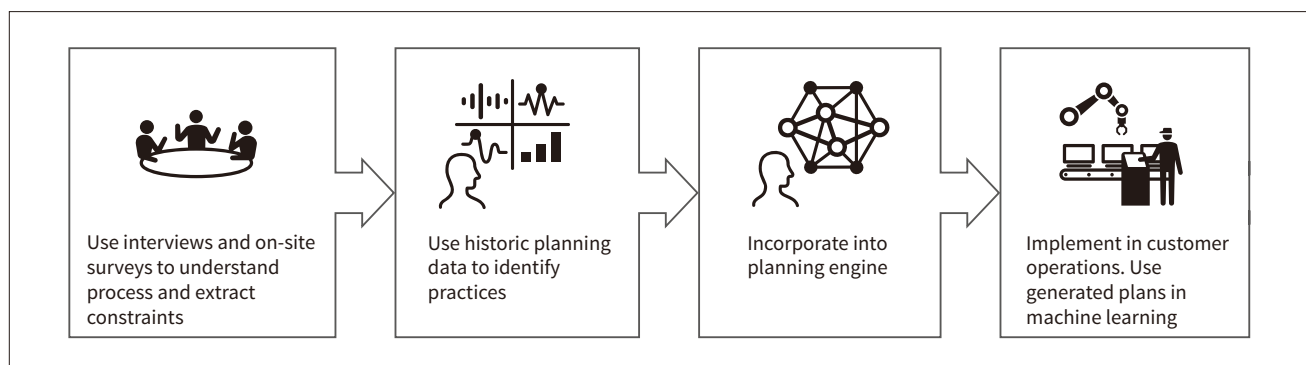 Use interviews and on-site
surveys to understand
process and extract
constraints
Use historic planning
data to identify
practices
Incorporate into
planning engine
Implement in customer
operations. Use
generated plans in
machine learning